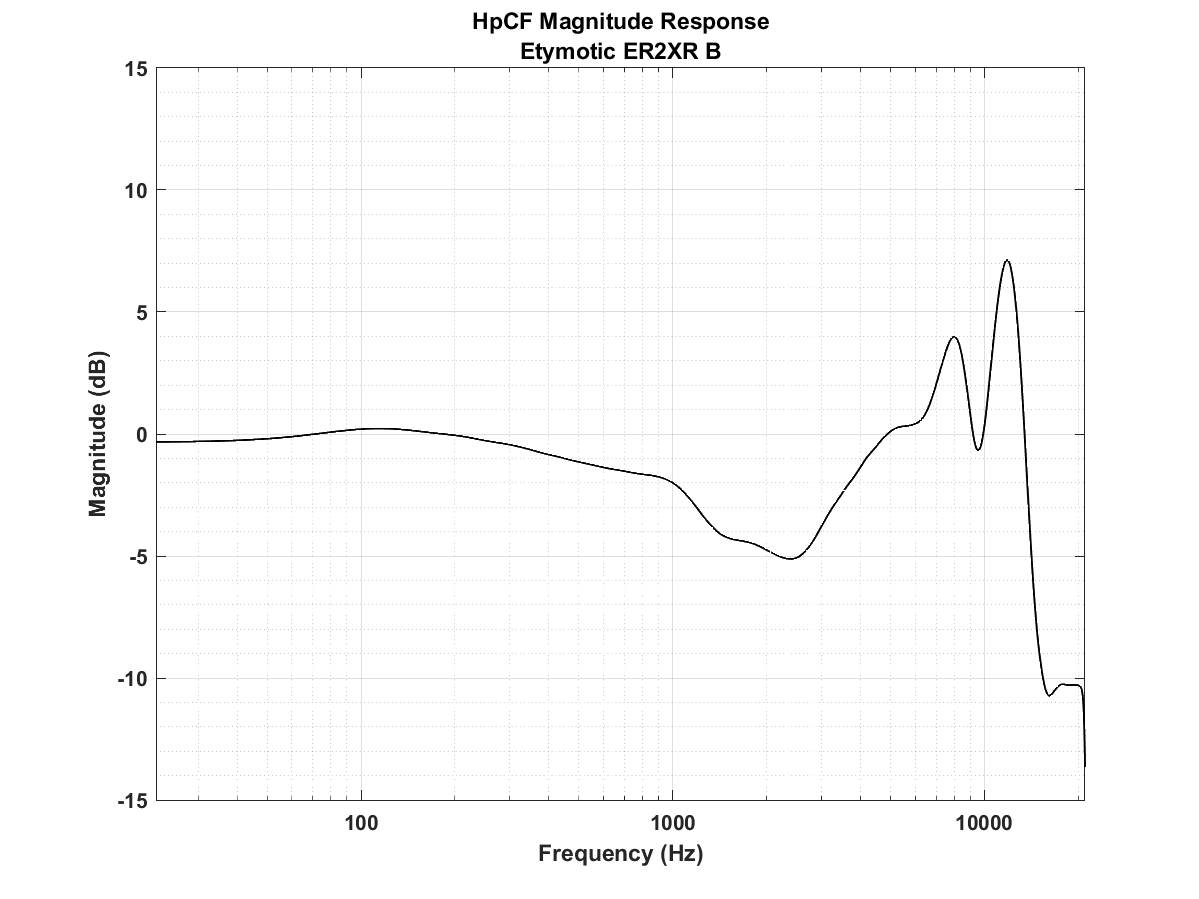 HpCF Magnitude Response
Etymotic ER2XR B
15
10
5
0
-5
-10
-15
Magnitude (dB)
100
1000
10000
Frequency (Hz)